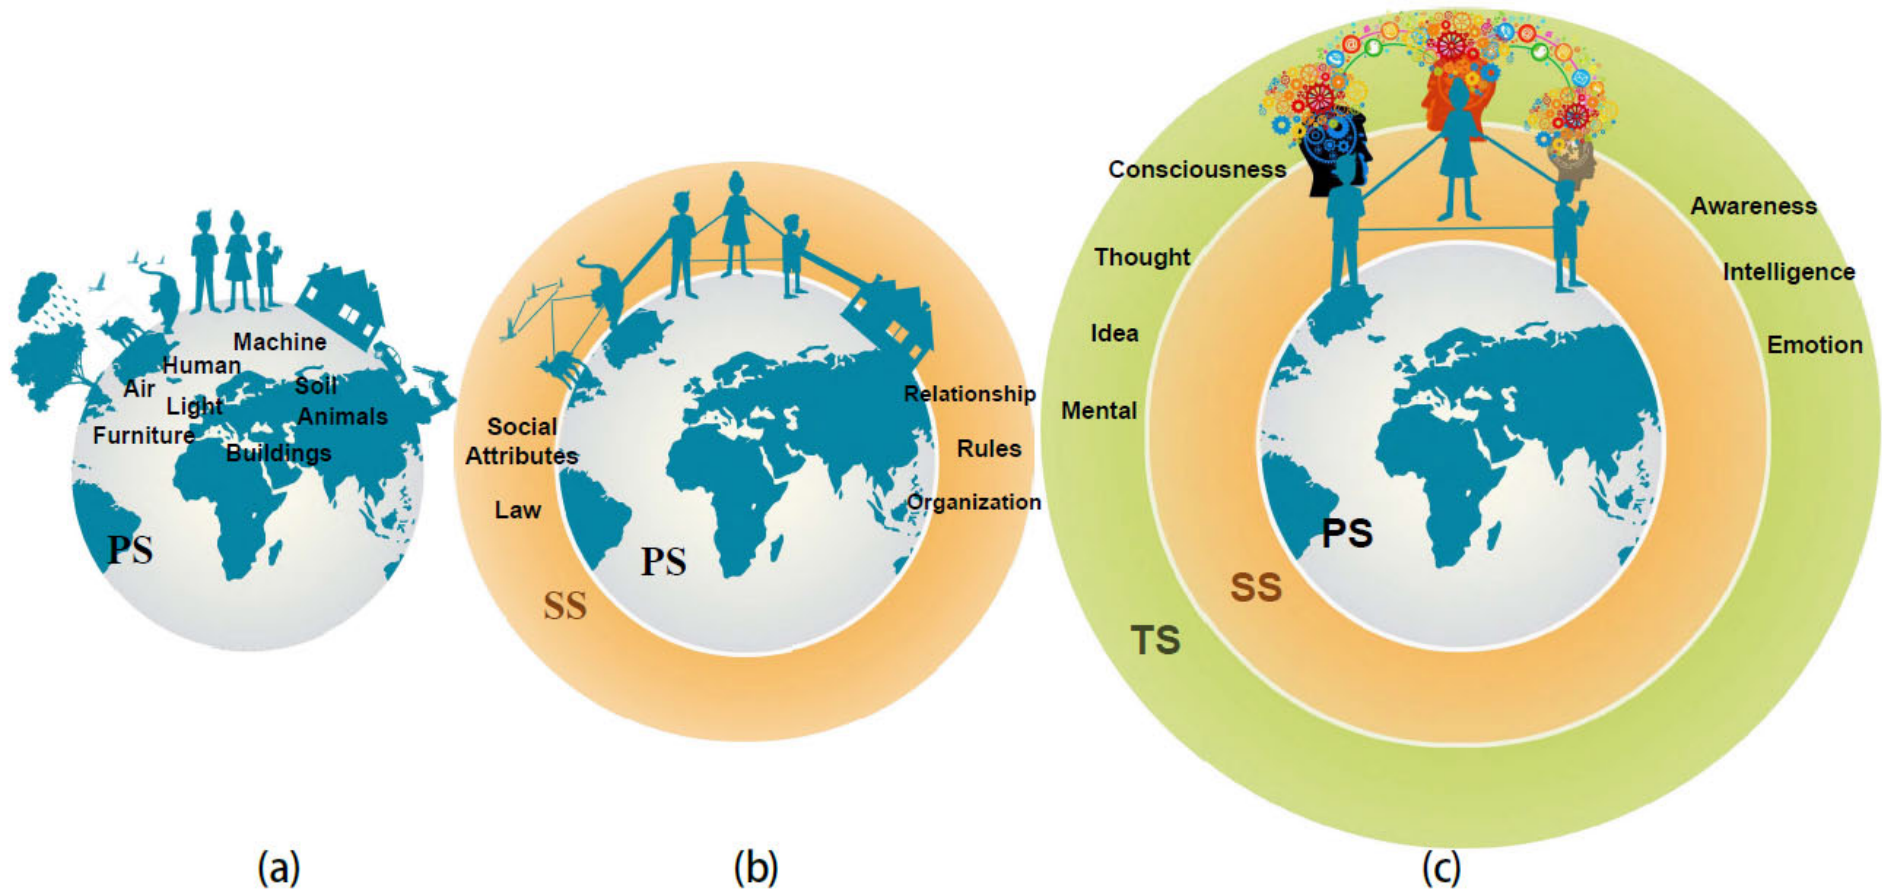 Machine
Human
Air
Soil
Light
Animals
Furniture
Buildings
PS
(a)
Relationship
Social
Attributes
Rules
Law
Organization
PS
SS
(b)
Consciousness
Awareness
Thought
Intelligence
Idea
Emotion
Mental
PS
SS
TS
(c)